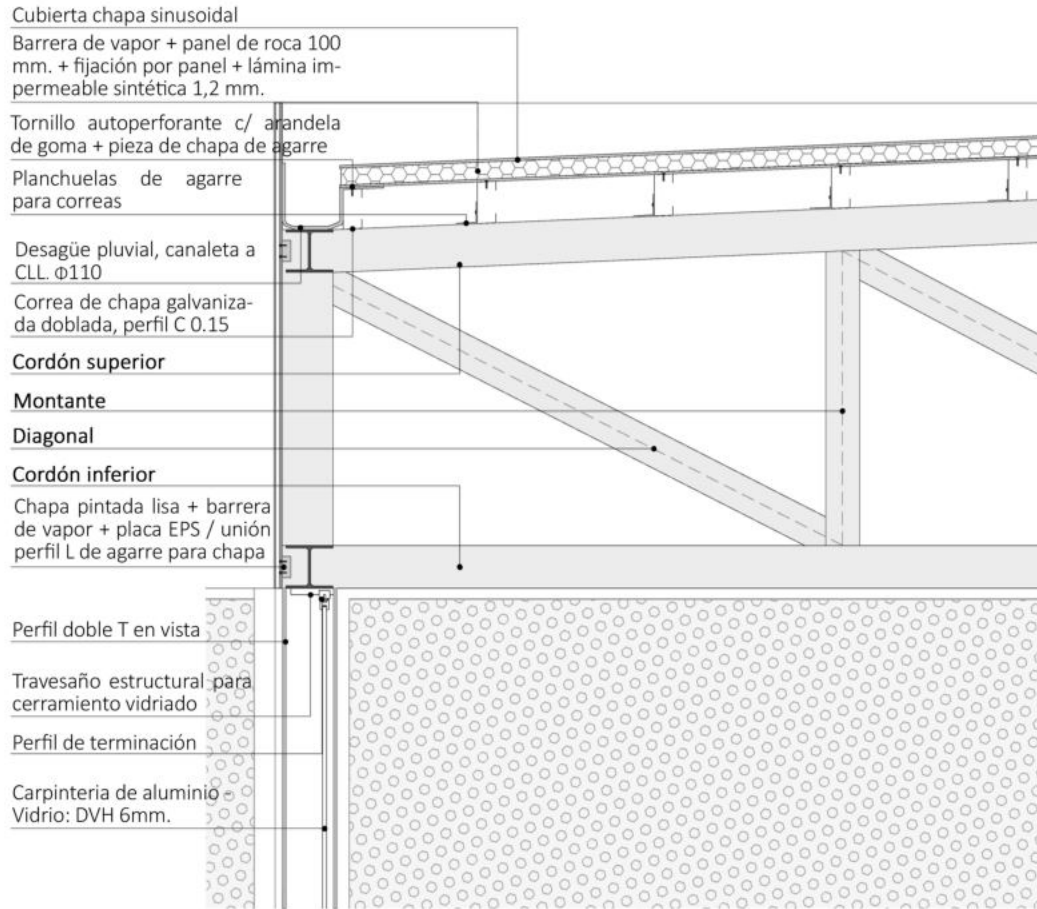 Cubierta chapa sinusoidal
Barrera de vapor + panel de roca 100
mm. + fijación por panel + lámina im-
permeable sintética 1,2 mm.
Tornillo autoperforante c/ arandela
de goma + pieza de chapa de agarre
Planchuelas de agarre
para correas
Desagüe pluvial, canaleta a
CLL. Φ110
Correa de chapa galvaniza-
da doblada, perfil C 0.15
Cordón superior
Montante
Diagonal
Cordón inferior
Chapa pintada lisa + barrera
de vapor + placa EPS / unión
perfil L de agarre para chapa
Perfil doble T en vista
Travesaño estructural para
cerramiento vidriado
Perfil de terminación
Carpinteria de aluminio -
Vidrio: DVH 6mm.